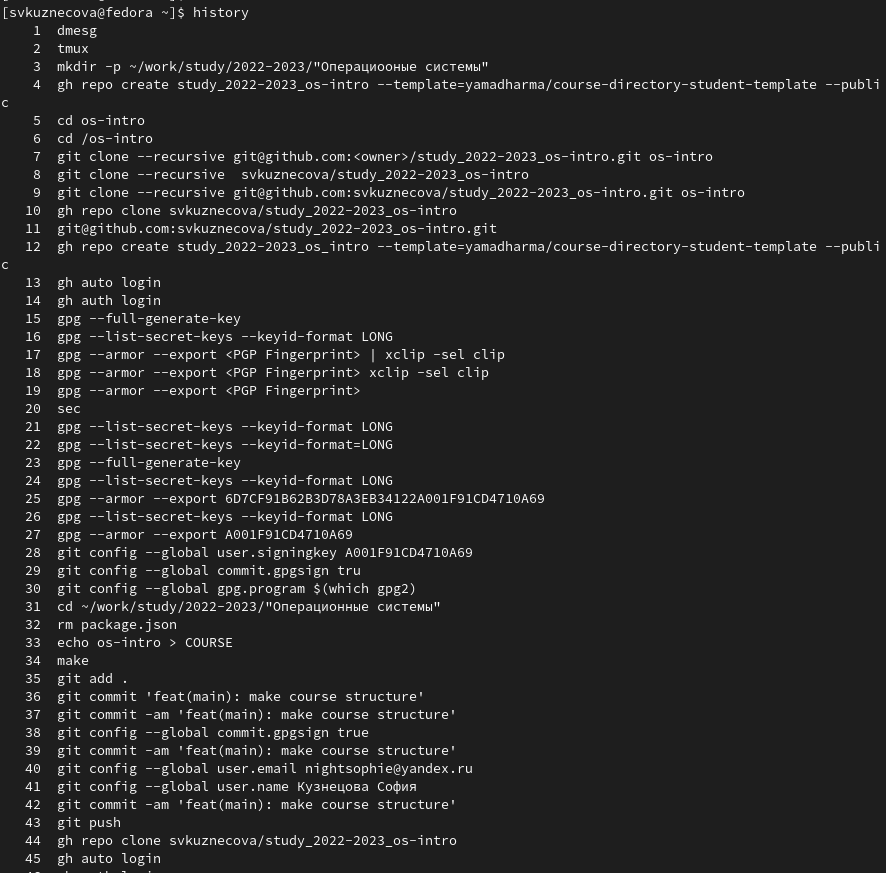 [svkuznecova@fedora ~]$ history
1 dmesg
2 tmux
3 mkdir -p ~/work/study/2022-2023/"Операциооные системы"
4 gh repo create study_2022-2023_os-intro --template=yamadharma/course-directory-student-template --publi
c
5 cd os-intro
6 cd /os-intro
7 git clone --recursive git@github.com:<owner>/study_2022-2023_os-intro.git os-intro
8 git clone --recursive  svkuznecova/study_2022-2023_os-intro
9 git clone --recursive git@github.com:svkuznecova/study_2022-2023_os-intro.git os-intro
10 gh repo clone svkuznecova/study_2022-2023_os-intro
11 git@github.com:svkuznecova/study_2022-2023_os-intro.git
12 gh repo create study_2022-2023_os_intro --template=yamadharma/course-directory-student-template --publi
c
13 gh auto login
14 gh auth login
15 gpg --full-generate-key
16 gpg --list-secret-keys --keyid-format LONG
17 gpg --armor --export <PGP Fingerprint> | xclip -sel clip
18 gpg --armor --export <PGP Fingerprint> xclip -sel clip
19 gpg --armor --export <PGP Fingerprint>
20 sec
21 gpg --list-secret-keys --keyid-format LONG
22 gpg --list-secret-keys --keyid-format=LONG
23 gpg --full-generate-key
24 gpg --list-secret-keys --keyid-format LONG
25 gpg --armor --export 6D7CF91B62B3D78A3EB34122A001F91CD4710A69
26 gpg --list-secret-keys --keyid-format LONG
27 gpg --armor --export A001F91CD4710A69
28 git config --global user.signingkey A001F91CD4710A69
29 git config --global commit.gpgsign tru
30 git config --global gpg.program $(which gpg2)
31 cd ~/work/study/2022-2023/"Операционные системы"
32 rm package.json
33 echo os-intro > COURSE
34 make
35 git add .
36 git commit 'feat(main): make course structure'
37 git commit -am 'feat(main): make course structure'
38 git config --global commit.gpgsign true
39 git commit -am 'feat(main): make course structure'
40 git config --global user.email nightsophie@yandex.ru
41 git config --global user.name Кузнецова София
42 git commit -am 'feat(main): make course structure'
43 git push
44 gh repo clone svkuznecova/study_2022-2023_os-intro
45 gh auto login